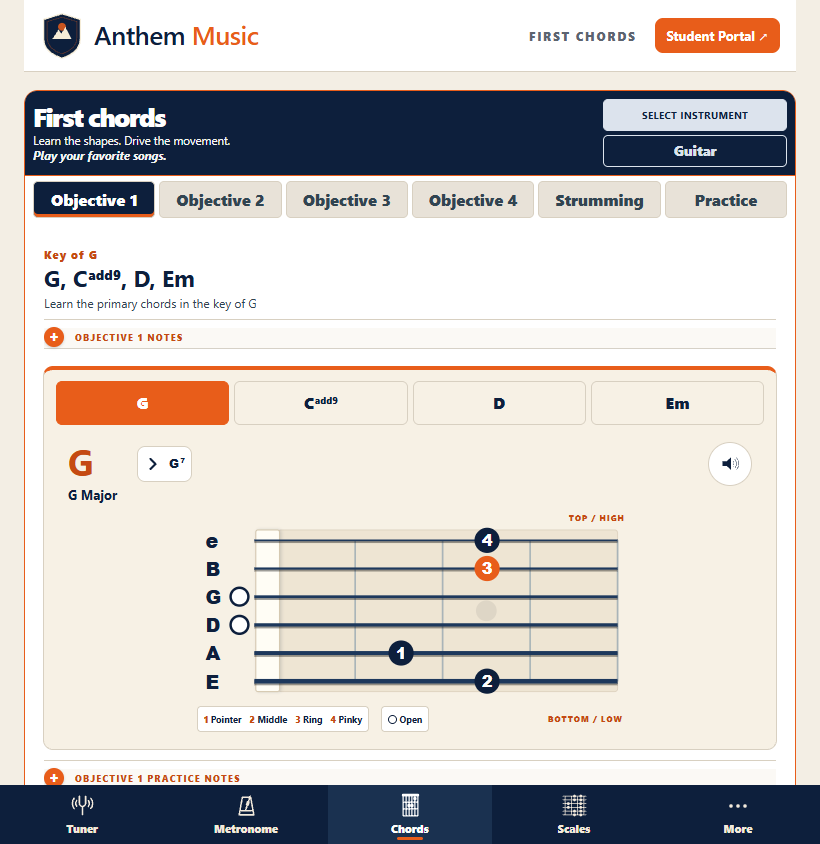 Anthem Music
FIRST CHORDS
Student Portal ↗
First chords
Learn the shapes. Drive the movement.
Play your favorite songs.
SELECT INSTRUMENT
Guitar
Objective 1
Objective 2
Objective 3
Objective 4
Strumming
Practice
Key of G
G, Cadd9, D, Em
Learn the primary chords in the key of G
+ OBJECTIVE 1 NOTES
G
Cadd9
D
Em
G
G7
G Major
TOP / HIGH
e 4
B 3
G
D
A 1
E 2
1 Pointer 2 Middle 3 Ring 4 Pinky
Open
BOTTOM / LOW
+ OBJECTIVE 1 PRACTICE NOTES
Tuner
Metronome
Chords
Scales
More